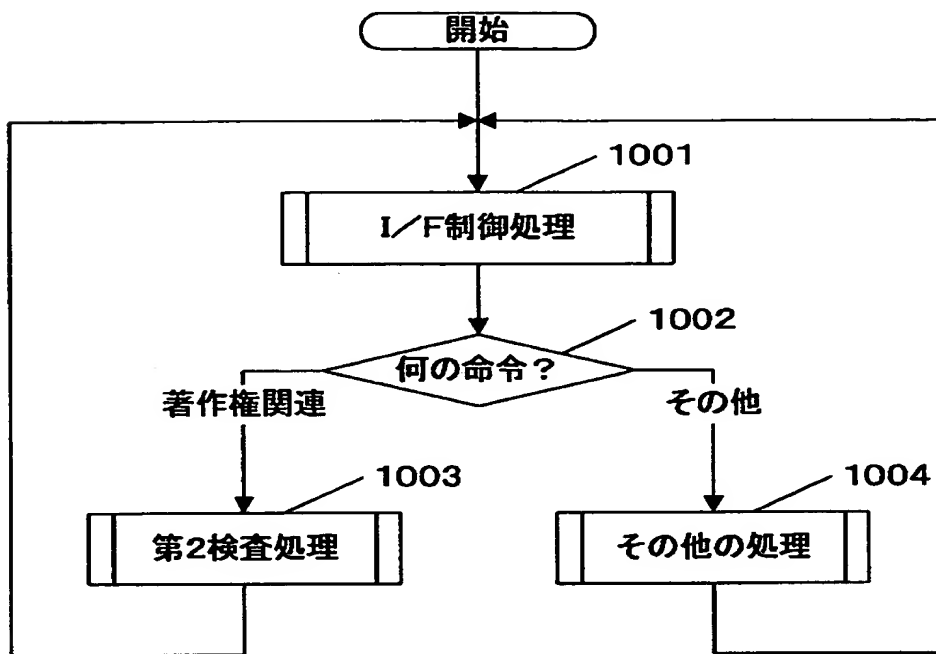 開始
1001
I/F制御処理
1002
何の命令?
著作権関連
その他
1003
1004
第2検査処理
その他の処理